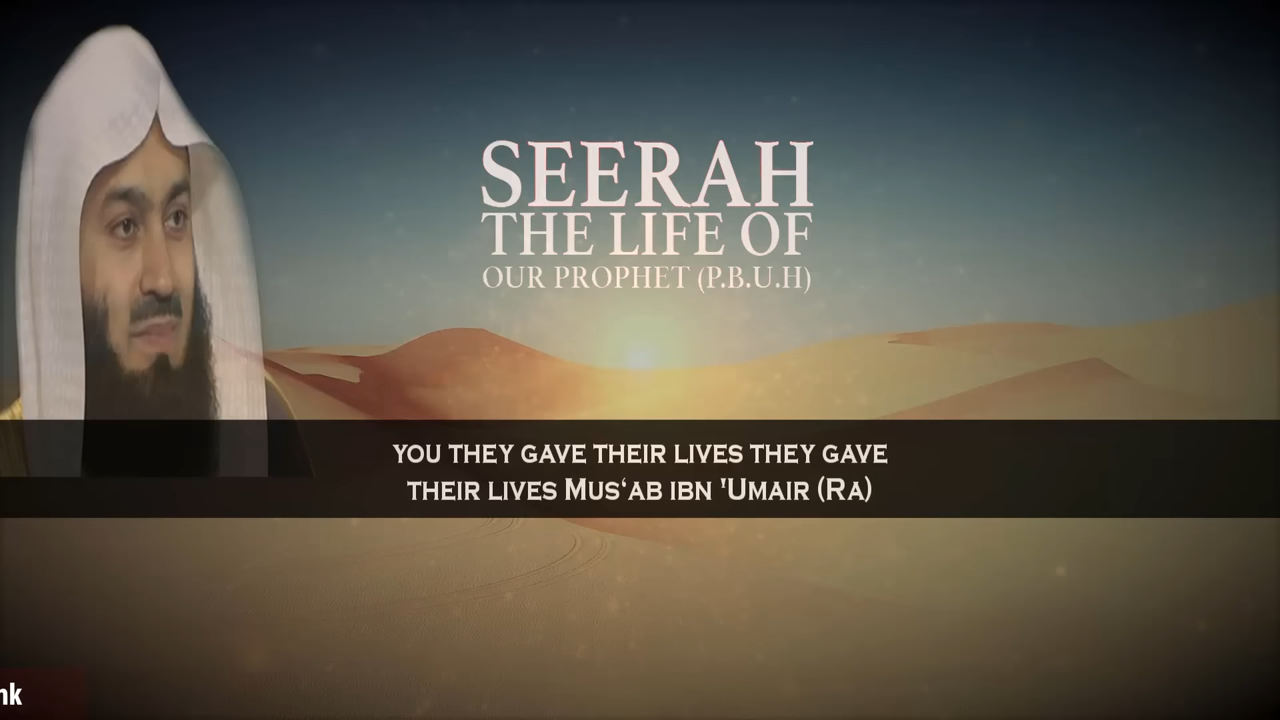 SEERAH
THE LIFE OF
OUR PROPHET (P.B.U.H)
YOU THEY GAVE THEIR LIVES THEY GAVE
THEIR LIVES MUS‘AB IBN 'UMAIR (RA)
nk